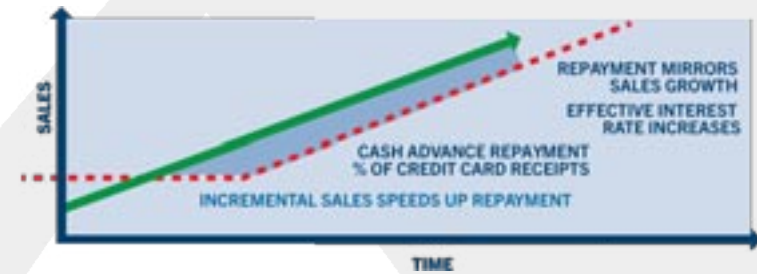 SALES
REPAYMENT MIRRORS
SALES GROWTH
EFFECTIVE INTEREST
RATE INCREASES
CASH ADVANCE REPAYMENT
% OF CREDIT CARD RECEIPTS
INCREMENTAL SALES SPEEDS UP REPAYMENT
TIME